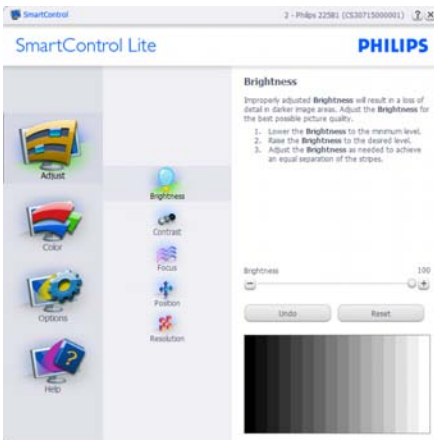 SmartControl
2 - Philips 225B1 (CS30715000001)
SmartControl Lite
PHILIPS
Adjust
Color
Options
Help
Brightness
Contrast
Focus
Position
Resolution
Brightness
Improperly adjusted Brightness will result in a loss of
detail in darker image areas. Adjust the Brightness for
the best possible picture quality.
1. Lower the Brightness to the minimum level.
2. Raise the Brightness to the desired level.
3. Adjust the Brightness as needed to achieve
an equal separation of the stripes.
Brightness 100
Undo Reset